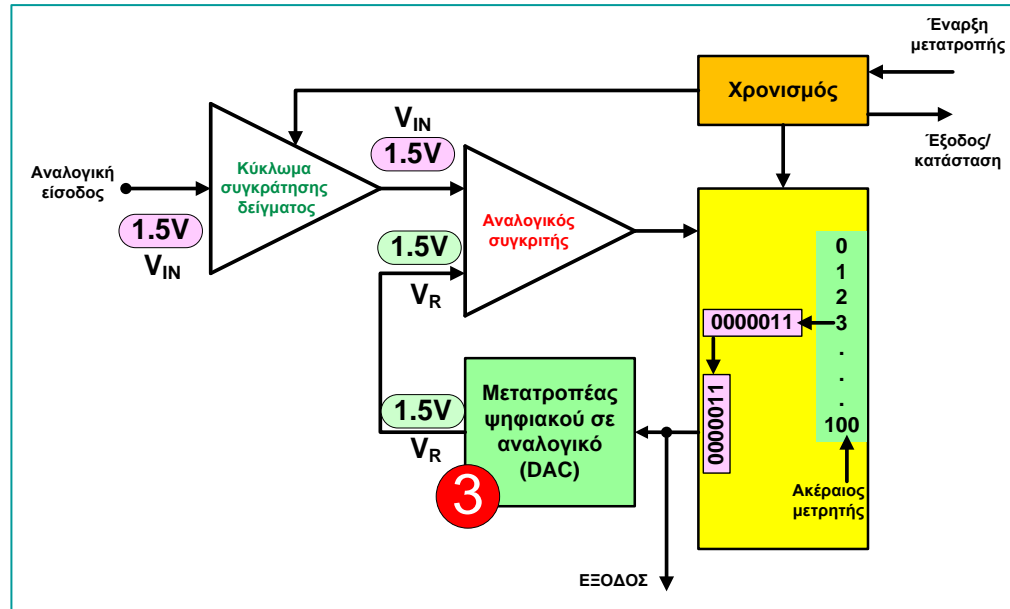 Έναρξη
μετατροπής
Χρονισμός
Έξοδος/
κατάσταση
V_IN
1.5V
Κύκλωμα
συγκράτησης
δείγματος
Αναλογική
είσοδος
1.5V
V_IN
Αναλογικός
συγκριτής
1.5V
V_R
0
1
2
3
.
.
.
100
0000011
0000011
Ακέραιος
μετρητής
Μετατροπέας
ψηφιακού σε
αναλογικό
(DAC)
1.5V
V_R
3
ΕΞΟΔΟΣ